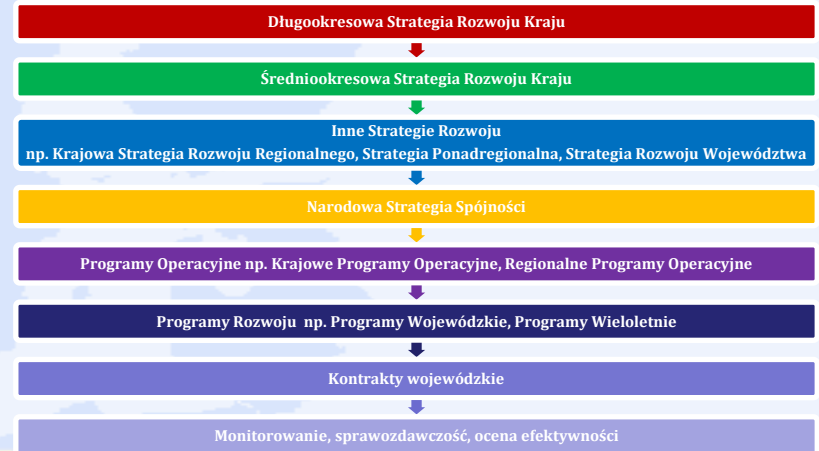 Długookresowa Strategia Rozwoju Kraju
Średniookresowa Strategia Rozwoju Kraju
Inne Strategie Rozwoju
np. Krajowa Strategia Rozwoju Regionalnego, Strategia Ponadregionalna, Strategia Rozwoju Województwa
Narodowa Strategia Spójności
Programy Operacyjne np. Krajowe Programy Operacyjne, Regionalne Programy Operacyjne
Programy Rozwoju np. Programy Wojewódzkie, Programy Wieloletnie
Kontrakty wojewódzkie
Monitorowanie, sprawozdawczość, ocena efektywności